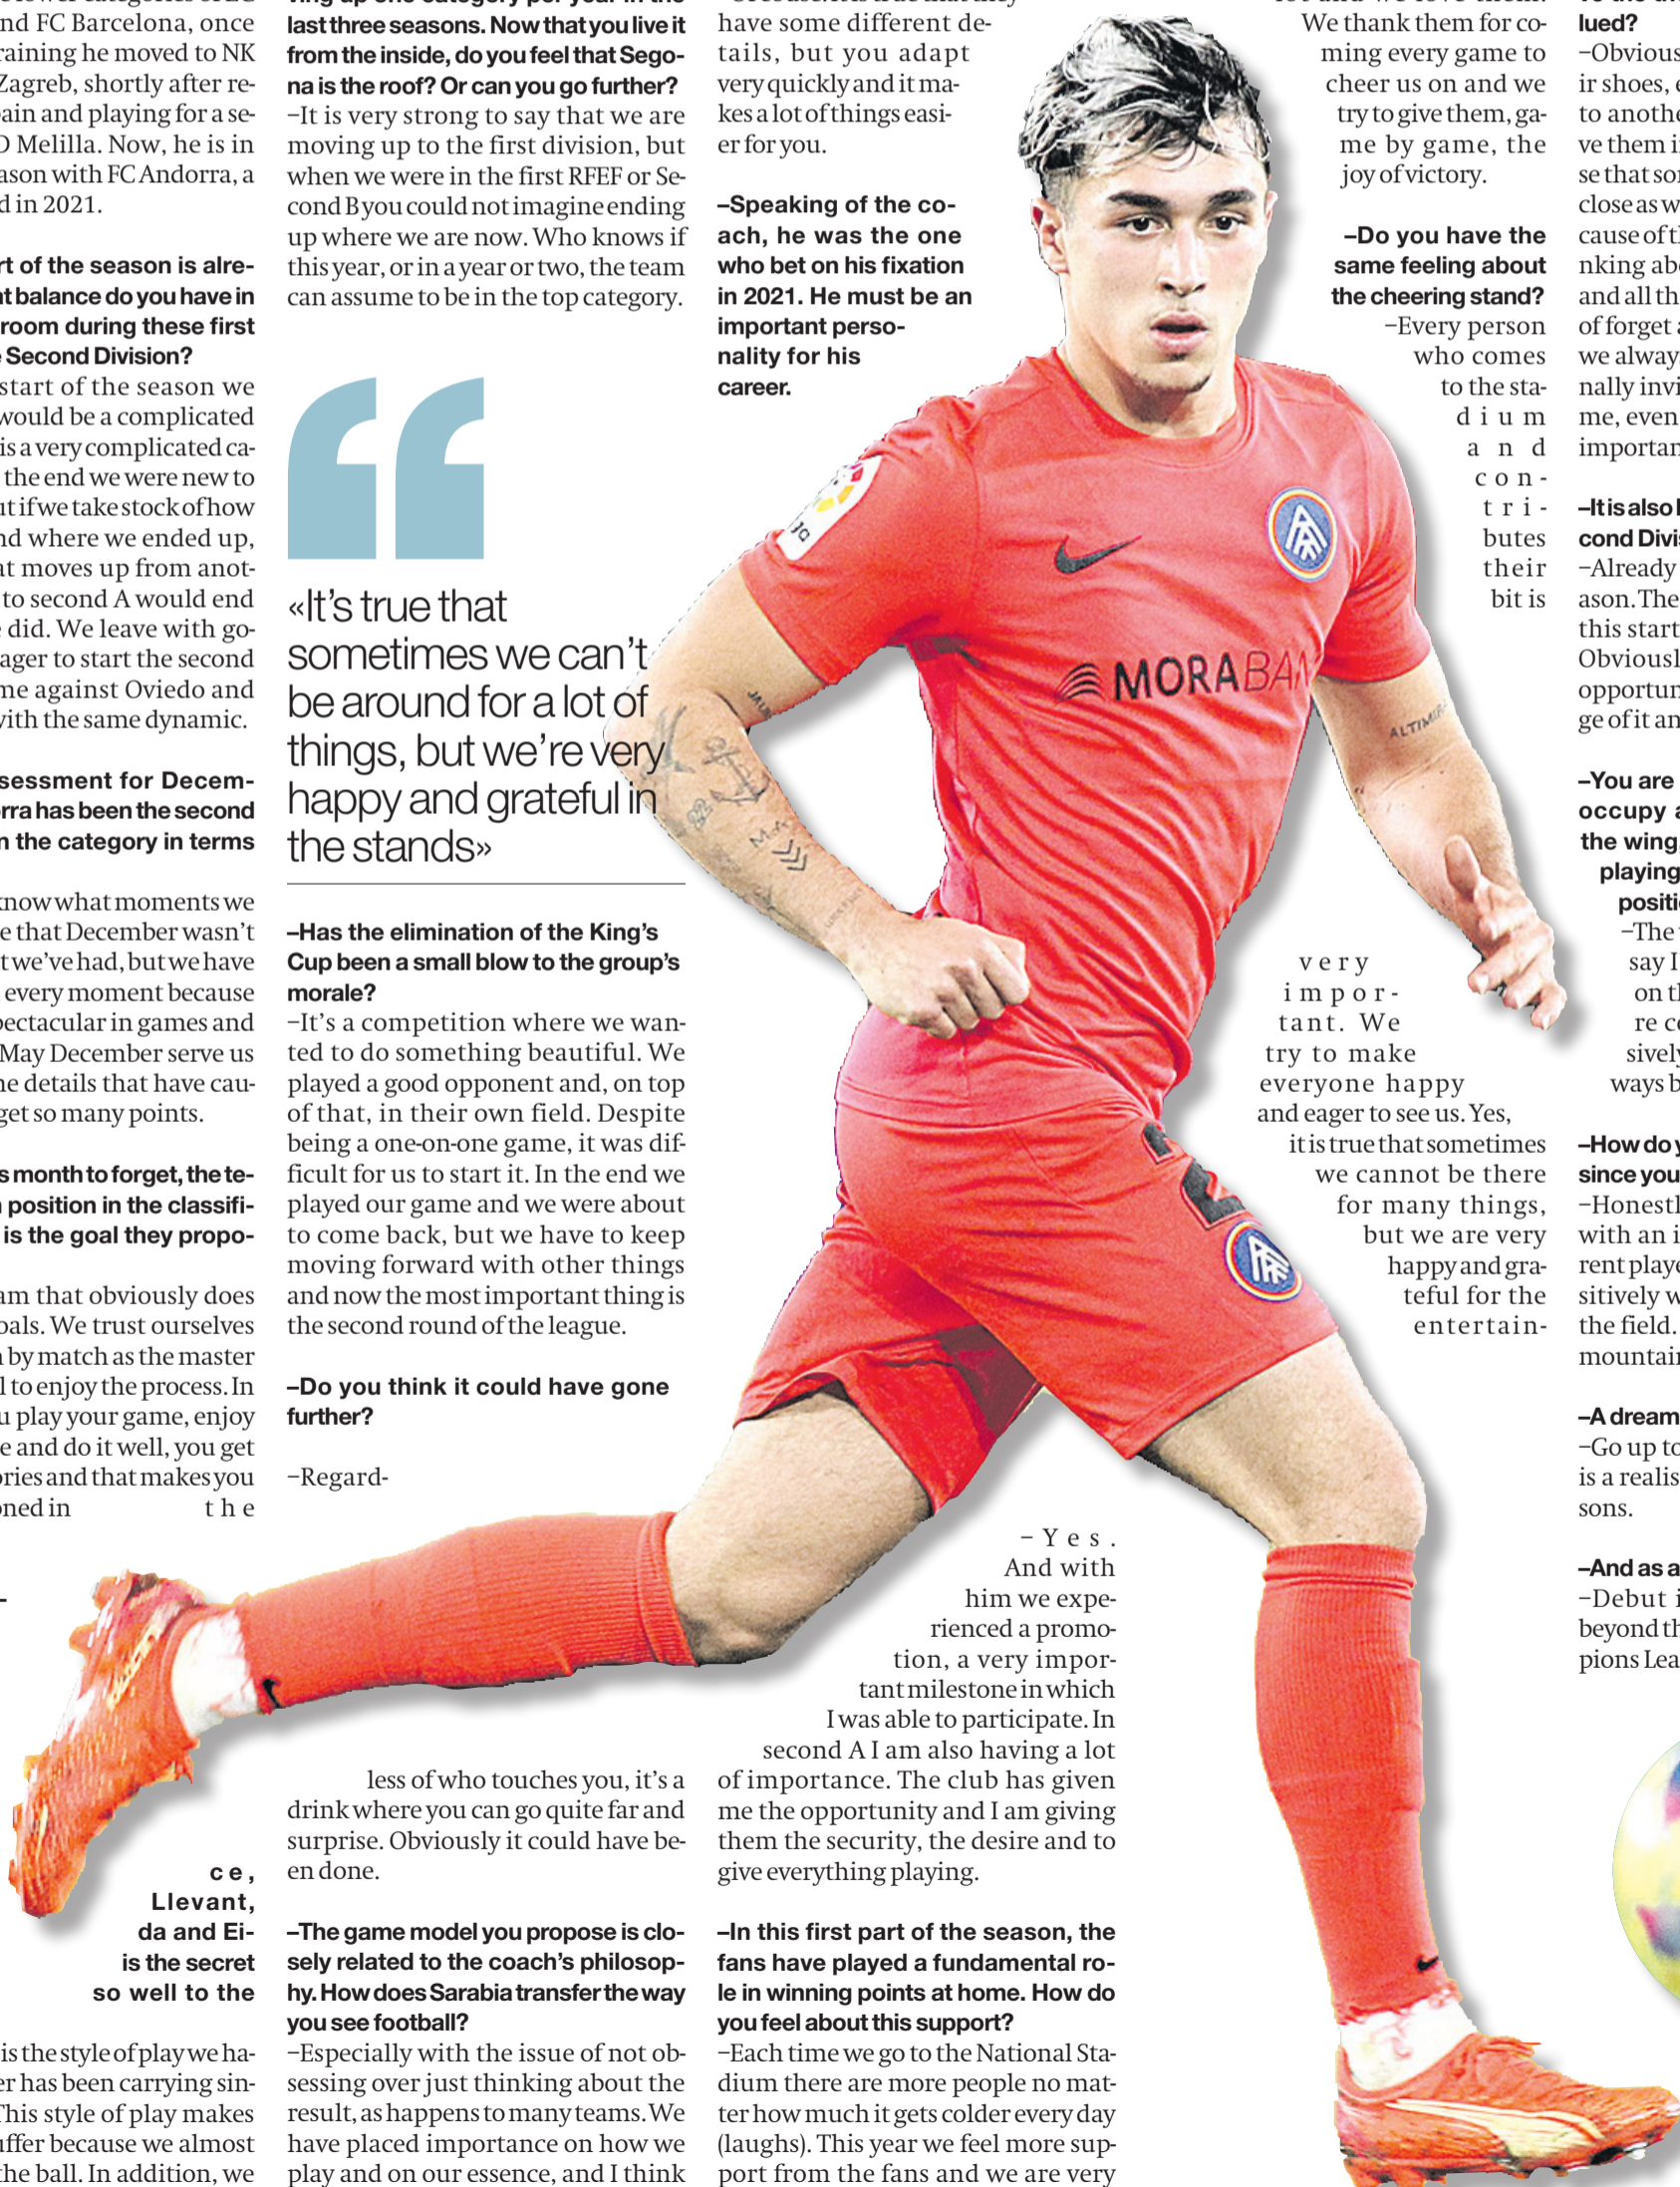 and FC Barcelona, once
raining he moved to NK
Zagreb, shortly after re-
ain and playing for a se-
D Melilla. Now, he is in
ason with FC Andorra, a
d in 2021.
rt of the season is alre-
at balance do you have in
room during these first
e Second Division?
start of the season we
would be a complicated
is a very complicated ca-
the end we were new to
ut if we take stock of how
nd where we ended up,
at moves up from anot-
to second A would end
e did. We leave with go-
ager to start the second
me against Oviedo and
with the same dynamic.
sessment for Decem-
orra has been the second
n the category in terms
know what moments we
e that December wasn't
t we've had, but we have
every moment because
pectacular in games and
May December serve us
ne details that have cau-
get so many points.
s month to forget, the te-
n position in the classifi-
is the goal they propo-
am that obviously does
oals. We trust ourselves
n by match as the master
l to enjoy the process. In
u play your game, enjoy
e and do it well, you get
ories and that makes you
oned in the
ce,
Llevant,
da and Ei-
is the secret
so well to the
is the style of play we ha-
er has been carrying sin-
This style of play makes
uffer because we almost
the ball. In addition, we
ving up one category per year in the
last three seasons. Now that you live it
from the inside, do you feel that Sego-
na is the roof? Or can you go further?
–It is very strong to say that we are
moving up to the first division, but
when we were in the first RFEF or Se-
cond B you could not imagine ending
up where we are now. Who knows if
this year, or in a year or two, the team
can assume to be in the top category.
“
«It's true that
sometimes we can't
be around for a lot of
things, but we're very
happy and grateful in
the stands»
–Has the elimination of the King's
Cup been a small blow to the group's
morale?
–It's a competition where we wan-
ted to do something beautiful. We
played a good opponent and, on top
of that, in their own field. Despite
being a one-on-one game, it was dif-
ficult for us to start it. In the end we
played our game and we were about
to come back, but we have to keep
moving forward with other things
and now the most important thing is
the second round of the league.
–Do you think it could have gone
further?
–Regard-
less of who touches you, it's a
drink where you can go quite far and
surprise. Obviously it could have be-
en done.
–The game model you propose is clo-
sely related to the coach's philosop-
hy. How does Sarabia transfer the way
you see football?
–Especially with the issue of not ob-
sessing over just thinking about the
result, as happens to many teams. We
have placed importance on how we
play and on our essence, and I think
have some different de-
tails, but you adapt
very quickly and it ma-
kes a lot of things easi-
er for you.
–Speaking of the co-
ach, he was the one
who bet on his fixation
in 2021. He must be an
important perso-
nality for his
career.
–Yes.
And with
him we expe-
rienced a promo-
tion, a very impor-
tant milestone in which
I was able to participate. In
second A I am also having a lot
of importance. The club has given
me the opportunity and I am giving
them the security, the desire and to
give everything playing.
–In this first part of the season, the
fans have played a fundamental ro-
le in winning points at home. How do
you feel about this support?
–Each time we go to the National Sta-
dium there are more people no mat-
ter how much it gets colder every day
(laughs). This year we feel more sup-
port from the fans and we are very
We thank them for co-
ming every game to
cheer us on and we
try to give them, ga-
me by game, the
joy of victory.
–Do you have the
same feeling about
the cheering stand?
–Every person
who comes
to the sta-
dium
and
con-
tri-
butes
their
bit is
very
impor-
tant. We
try to make
everyone happy
and eager to see us. Yes,
it is true that sometimes
we cannot be there
for many things,
but we are very
happy and gra-
teful for the
entertain-
MORABAN
ALTIMIRA
lued?
–Obvious
ir shoes, e
to anothe
ve them i
se that so
close as w
cause of th
nking abo
and all th
of forget a
we alway
nally invi
me, even
importan
–It is also
cond Divi
–Already
ason. The
this start
Obviousl
opportun
ge of it an
–You are
occupy a
the wing,
playing
positi
–The
say I
on th
re co
sively
ways b
–How do y
since you
–Honestl
with an i
rent playe
sitively w
the field.
mountain
–A dream
–Go up to
is a realis
sons.
–And as a
–Debut i
beyond th
pions Lea